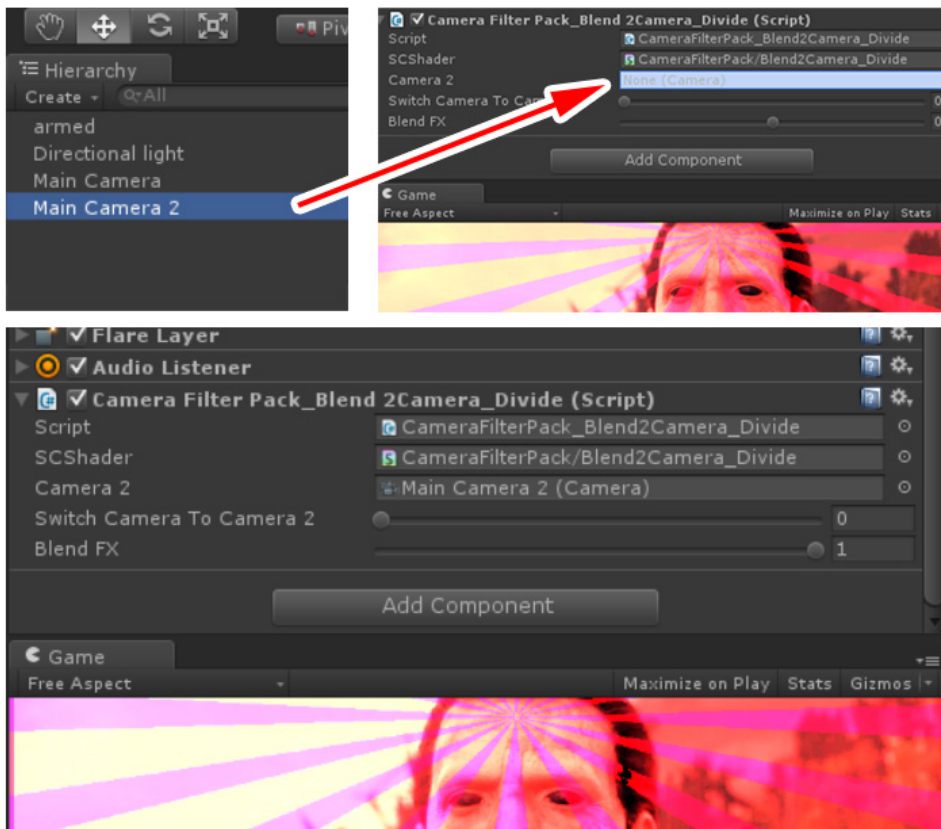 Piv
Hierarchy
Create
All
armed
Directional light
Main Camera
Main Camera 2
Camera Filter Pack_Blend 2Camera_Divide (Script)
Script CameraFilterPack_Blend2Camera_Divide
SCShader CameraFilterPack/Blend2Camera_Divide
Camera 2 None (Camera)
Switch Camera To Cam 0
Blend FX 0
Add Component
Game
Free Aspect Maximize on Play Stats
Flare Layer
Audio Listener
Camera Filter Pack_Blend 2Camera_Divide (Script)
Script CameraFilterPack_Blend2Camera_Divide
SCShader CameraFilterPack/Blend2Camera_Divide
Camera 2 Main Camera 2 (Camera)
Switch Camera To Camera 2 0
Blend FX 1
Add Component
Game
Free Aspect Maximize on Play Stats Gizmos